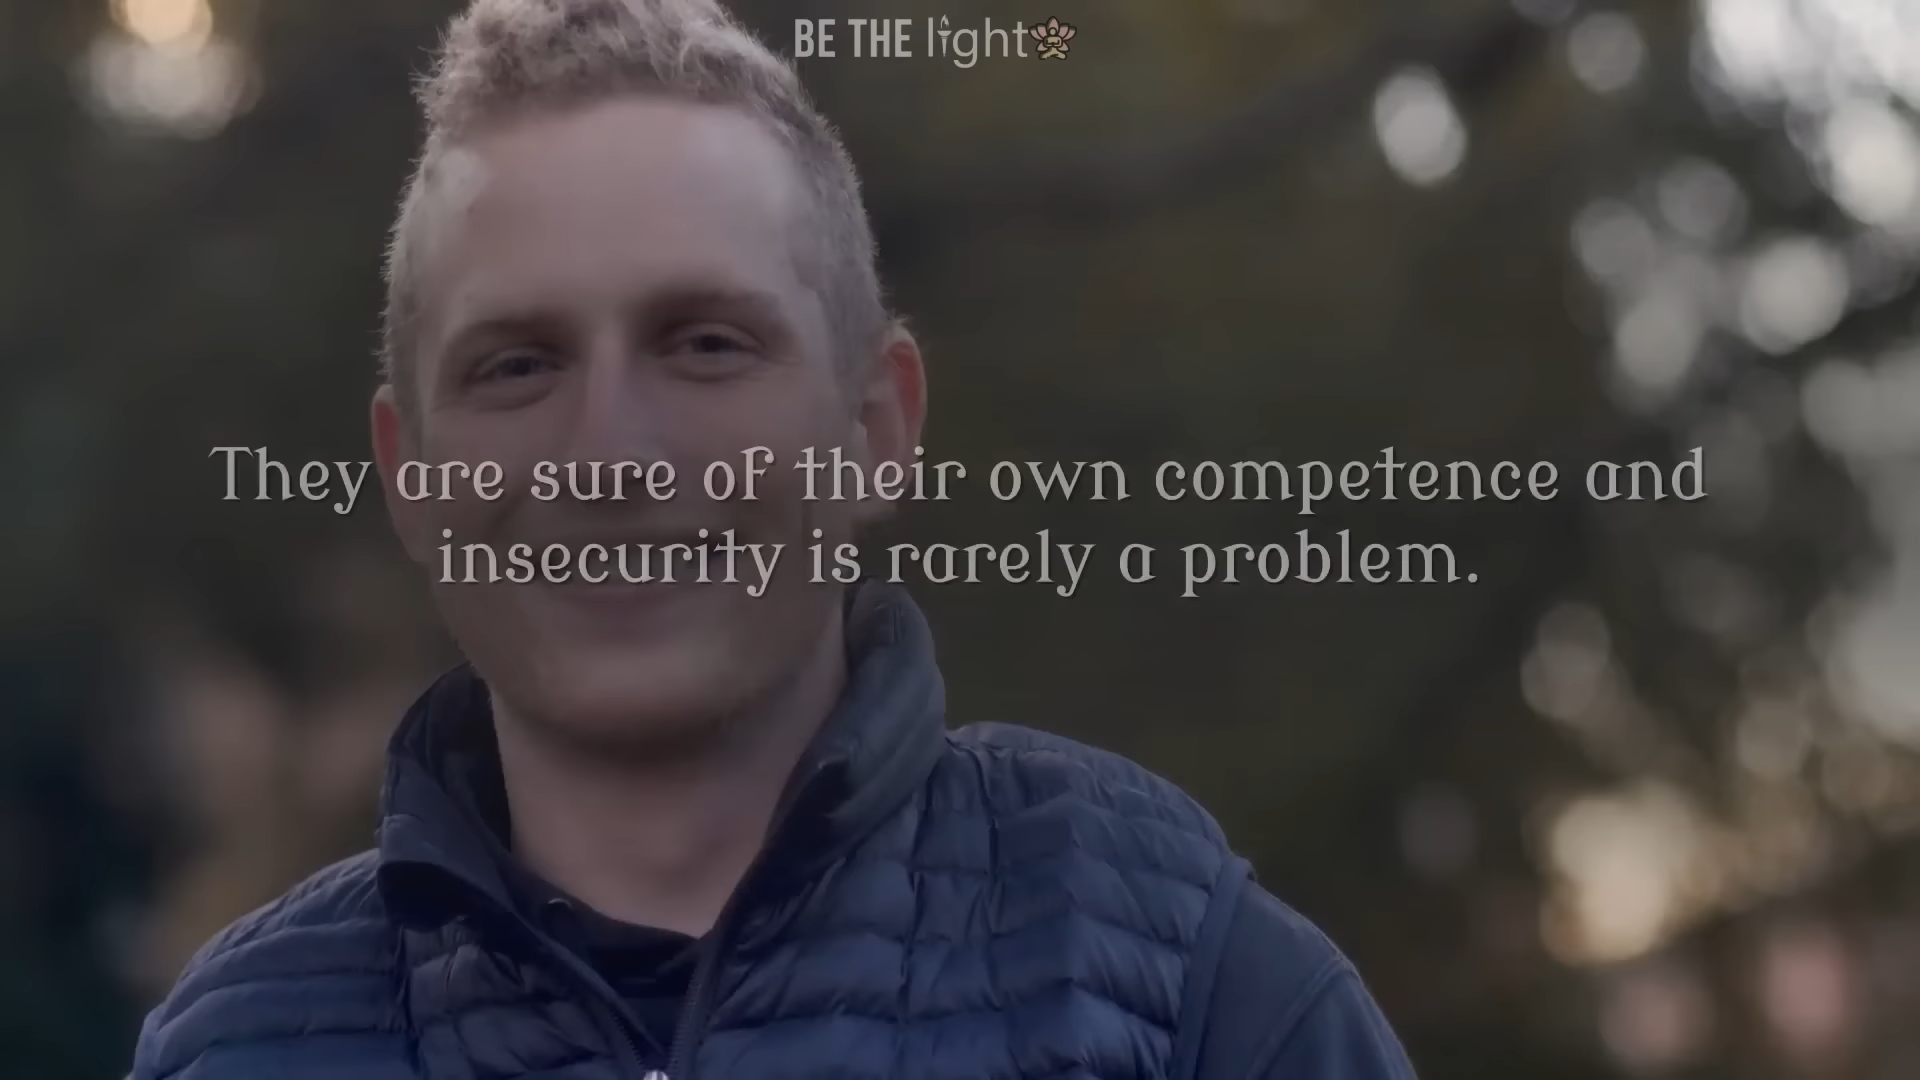 BE THE light
They are sure of their own competence and
insecurity is rarely a problem.